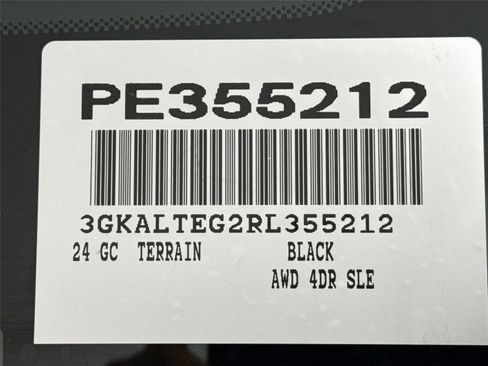 PE355212
3GKALTEG2RL355212
24 GC TERRAIN BLACK
AWD 4DR SLE